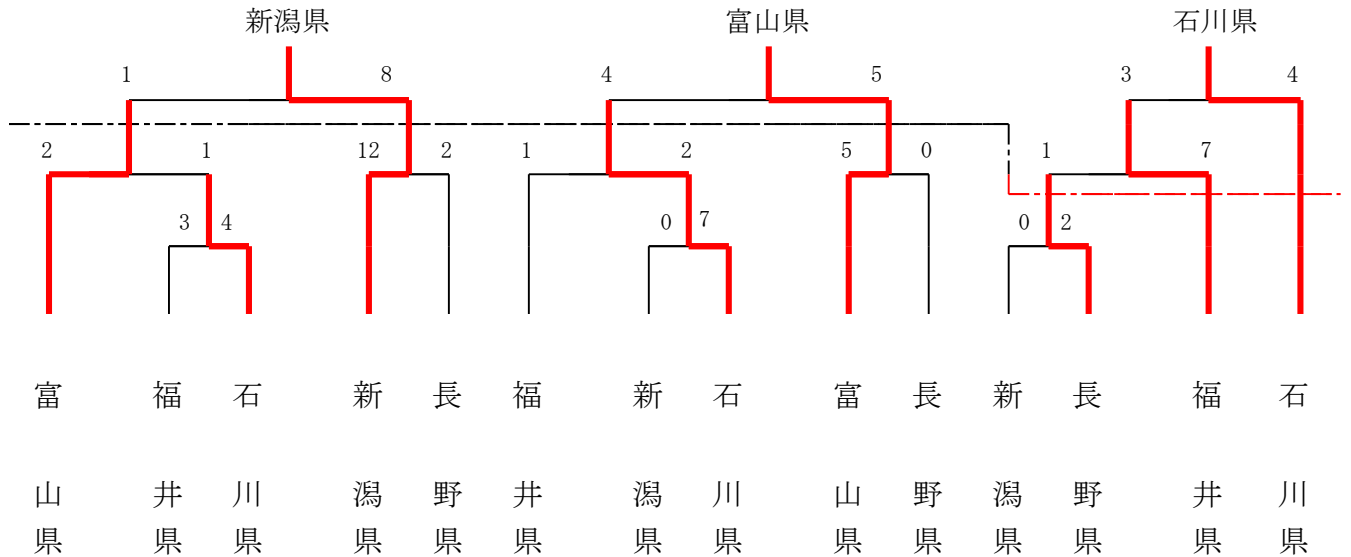 新潟県 富山県 石川県
1 8 4 5 3 4
2 1 12 2 1 2 5 0 1 7
3 4 0 7 0 2
富山県 福井県 石川県 新潟県 長野県 福井県 新潟県 石川県 富山県 長野県 新潟県 長野県 福井県 石川県